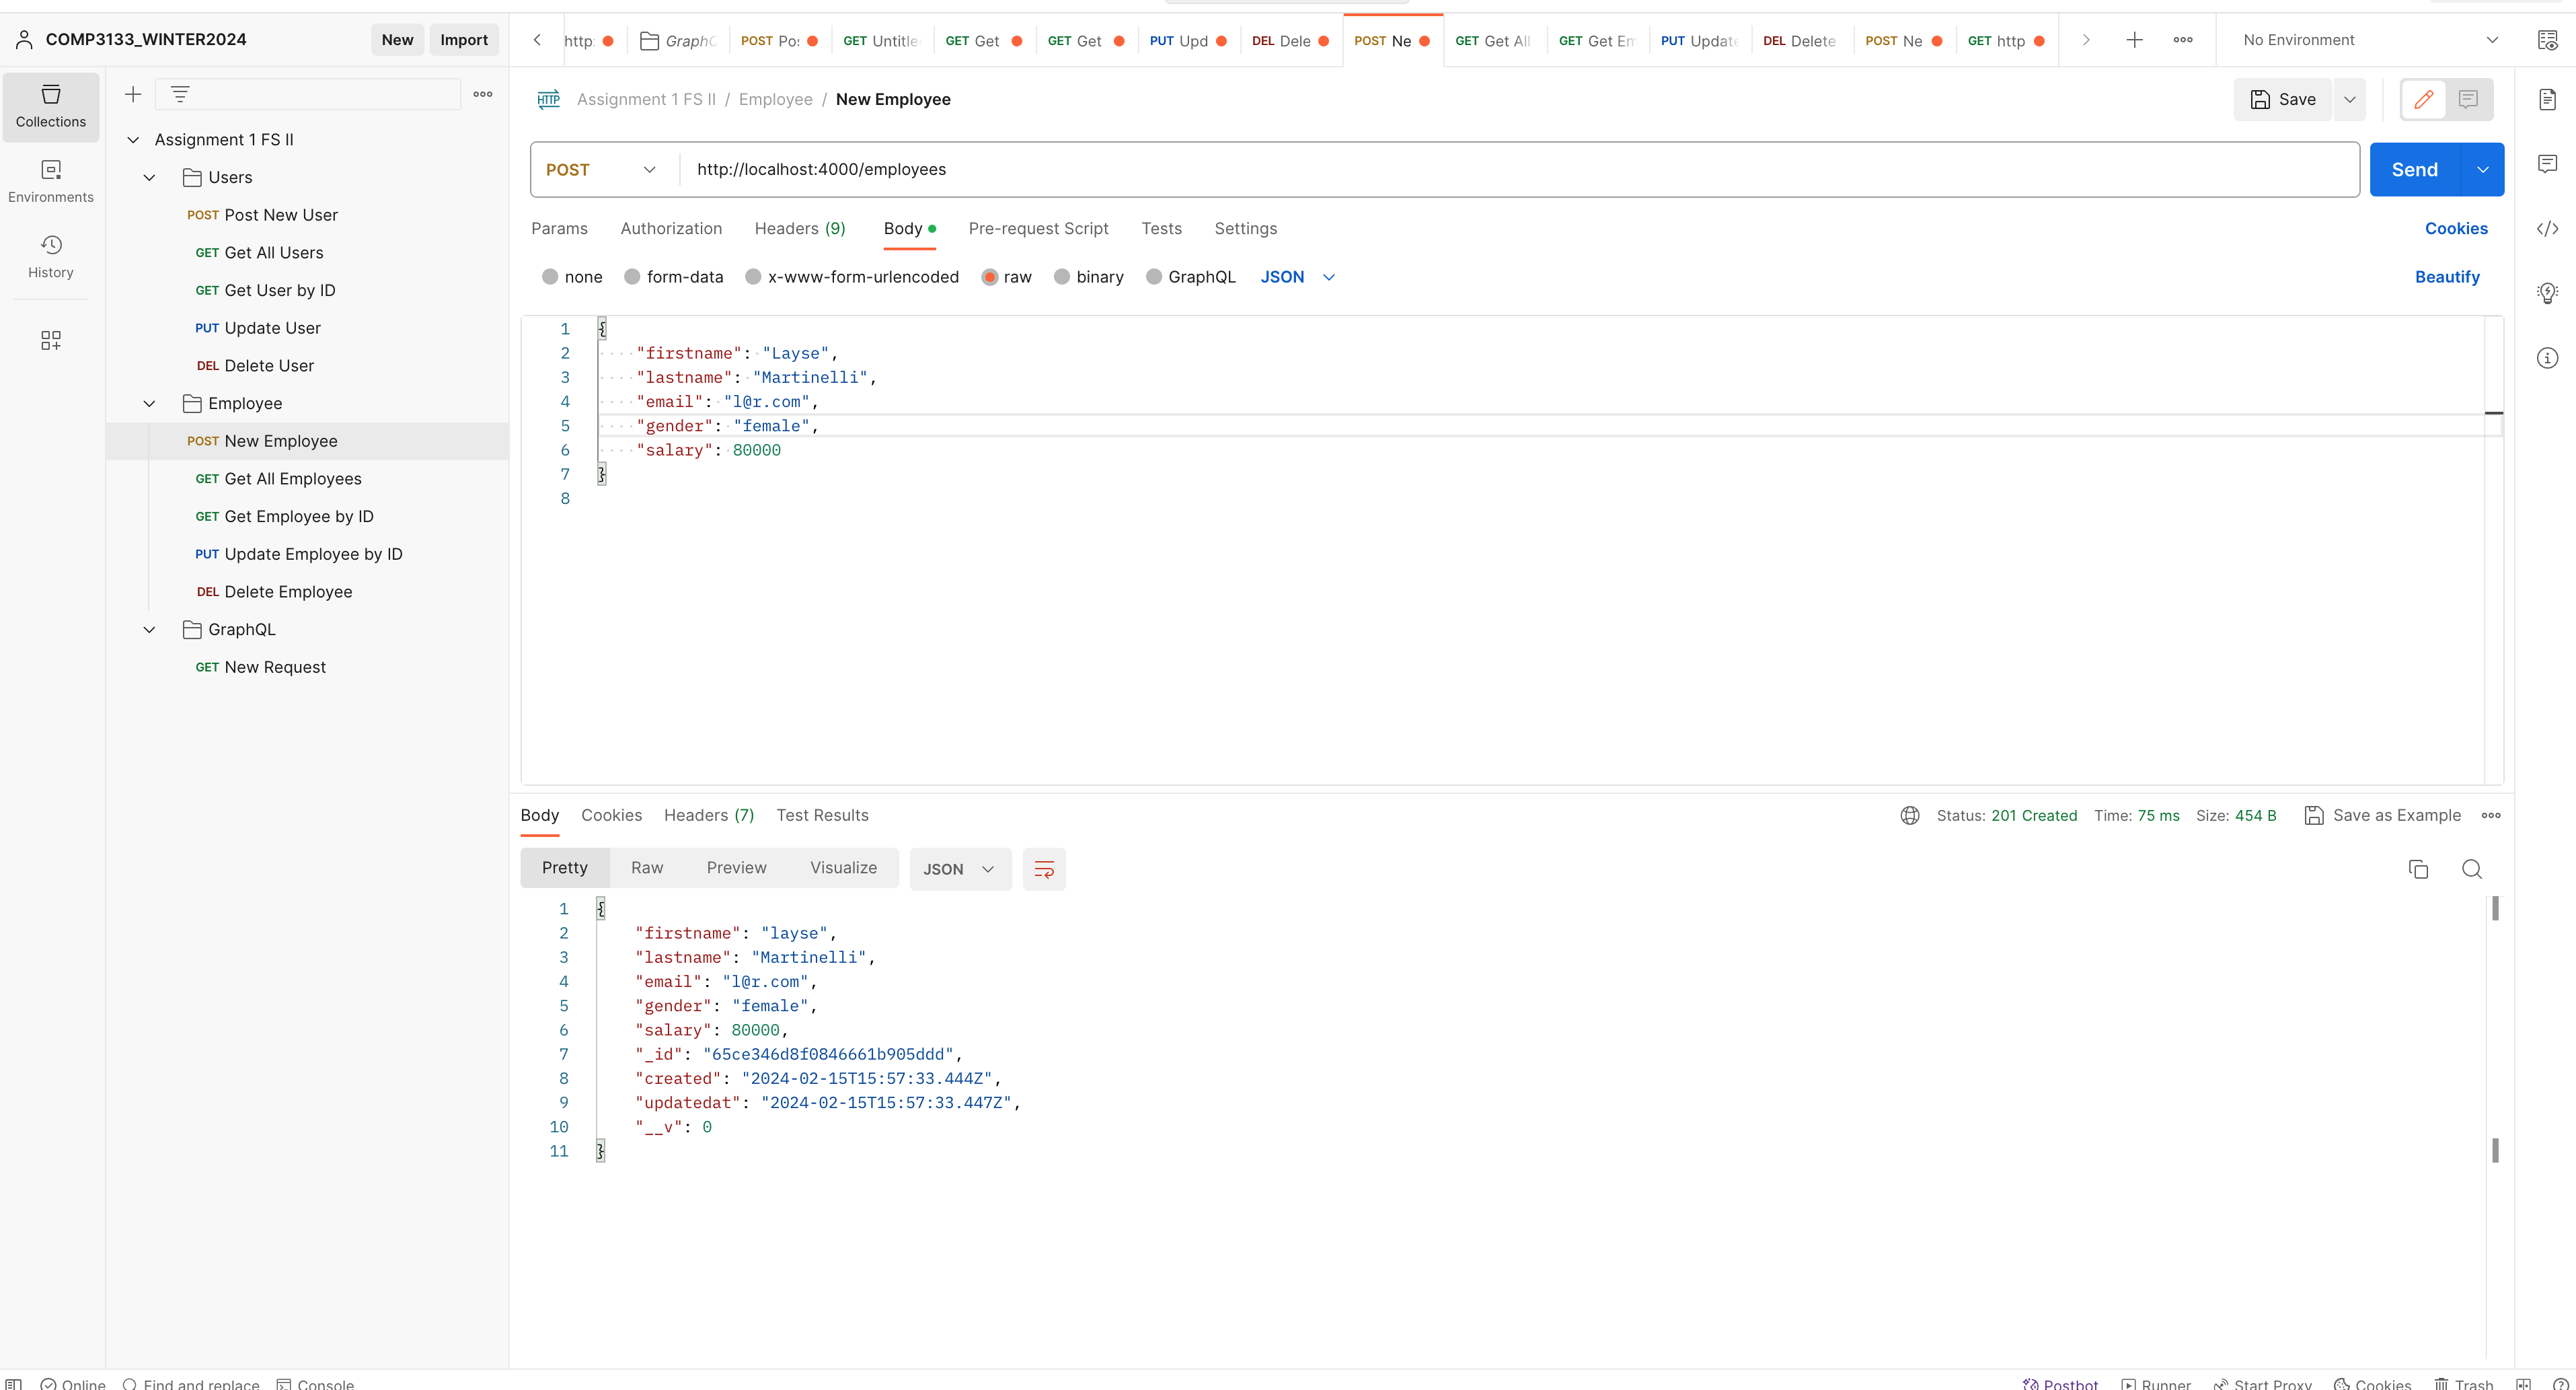 COMP3133_WINTER2024
New
Import
http:
GraphQ
POST Pos
GET Untitle
GET Get
GET Get
PUT Upd
DEL Dele
POST Ne
GET Get All
GET Get Em
PUT Update
DEL Delete
POST Ne
GET http
No Environment
Collections
Environments
History
Assignment 1 FS II
Users
POST Post New User
GET Get All Users
GET Get User by ID
PUT Update User
DEL Delete User
Employee
POST New Employee
GET Get All Employees
GET Get Employee by ID
PUT Update Employee by ID
DEL Delete Employee
GraphQL
GET New Request
HTTP Assignment 1 FS II / Employee / New Employee
Save
POST http://localhost:4000/employees
Send
Params Authorization Headers (9) Body Pre-request Script Tests Settings
Cookies
none form-data x-www-form-urlencoded raw binary GraphQL JSON
Beautify
1 {
2 "firstname": "Layse",
3 "lastname": "Martinelli",
4 "email": "l@r.com",
5 "gender": "female",
6 "salary": 80000
7 }
8
Body Cookies Headers (7) Test Results
Status: 201 Created Time: 75 ms Size: 454 B Save as Example
Pretty Raw Preview Visualize JSON
1 {
2 "firstname": "layse",
3 "lastname": "Martinelli",
4 "email": "l@r.com",
5 "gender": "female",
6 "salary": 80000,
7 "_id": "65ce346d8f0846661b905ddd",
8 "created": "2024-02-15T15:57:33.444Z",
9 "updatedat": "2024-02-15T15:57:33.447Z",
10 "__v": 0
11 }
Online Find and replace Console
Postbot Runner Start Proxy Cookies Trash